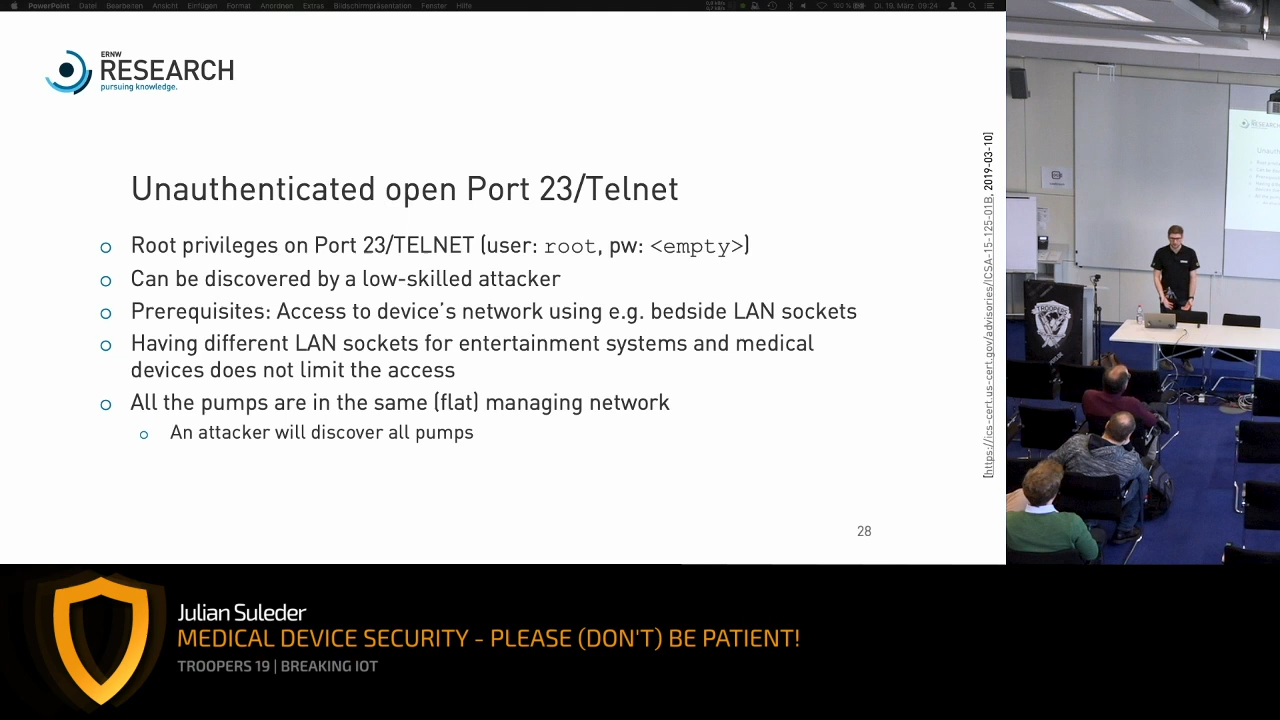 PowerPoint Datei Bearbeiten Ansicht Einfügen Format Anordnen Extras Bildschirmpräsentation Fenster Hilfe
100 % Di. 19. März 09:24
ERNW
RESEARCH
pursuing knowledge.
Unauthenticated open Port 23/Telnet
Root privileges on Port 23/TELNET (user: root, pw: <empty>)
Can be discovered by a low-skilled attacker
Prerequisites: Access to device's network using e.g. bedside LAN sockets
Having different LAN sockets for entertainment systems and medical
devices does not limit the access
All the pumps are in the same (flat) managing network
An attacker will discover all pumps
28
[https://ics-cert.us-cert.gov/advisories/ICSA-15-125-01B, 2019-03-10]
RESEARCH
TROOPERS
Julian Suleder
MEDICAL DEVICE SECURITY - PLEASE (DON'T) BE PATIENT!
TROOPERS 19 | BREAKING IOT